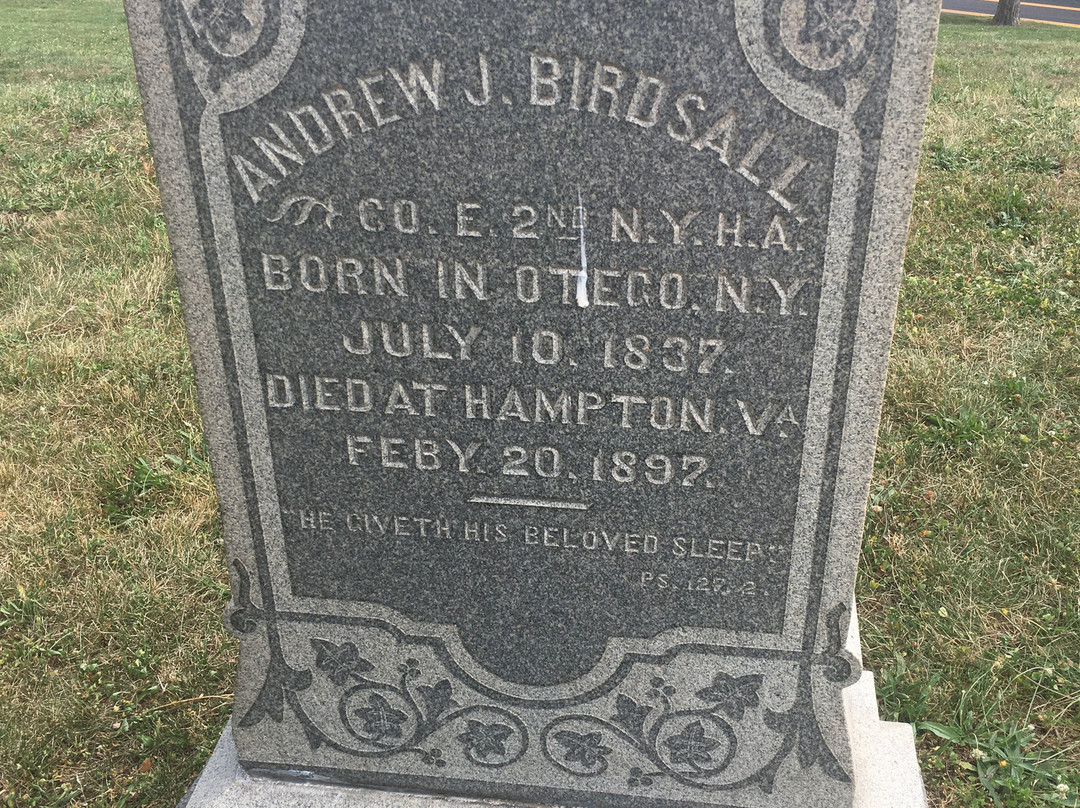 ANDREW J. BIRDSALL,
CO. E. 2ND N.Y. H.A.
BORN IN OTEGO, N.Y.
JULY 10, 1837.
DIED AT HAMPTON, VA.
FEBY. 20, 1897.
"HE GIVETH HIS BELOVED SLEEP."
PS. 127, 2.